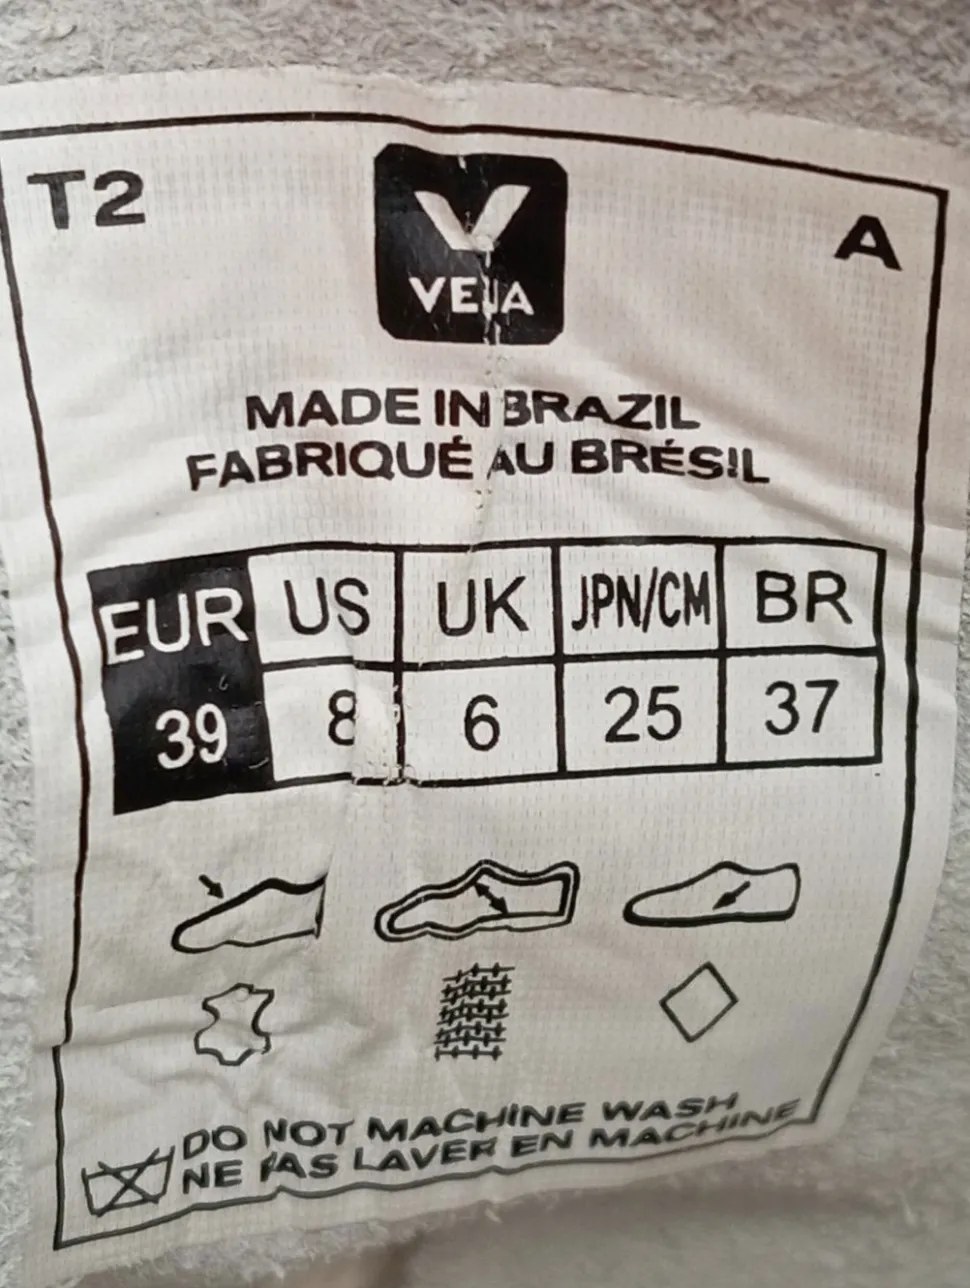 T2
A
V
VEJA
MADE IN BRAZIL
FABRIQUÉ AU BRÉSIL
EUR US UK JPN/CM BR
39 8 6 25 37
DO NOT MACHINE WASH
NE PAS LAVER EN MACHINE